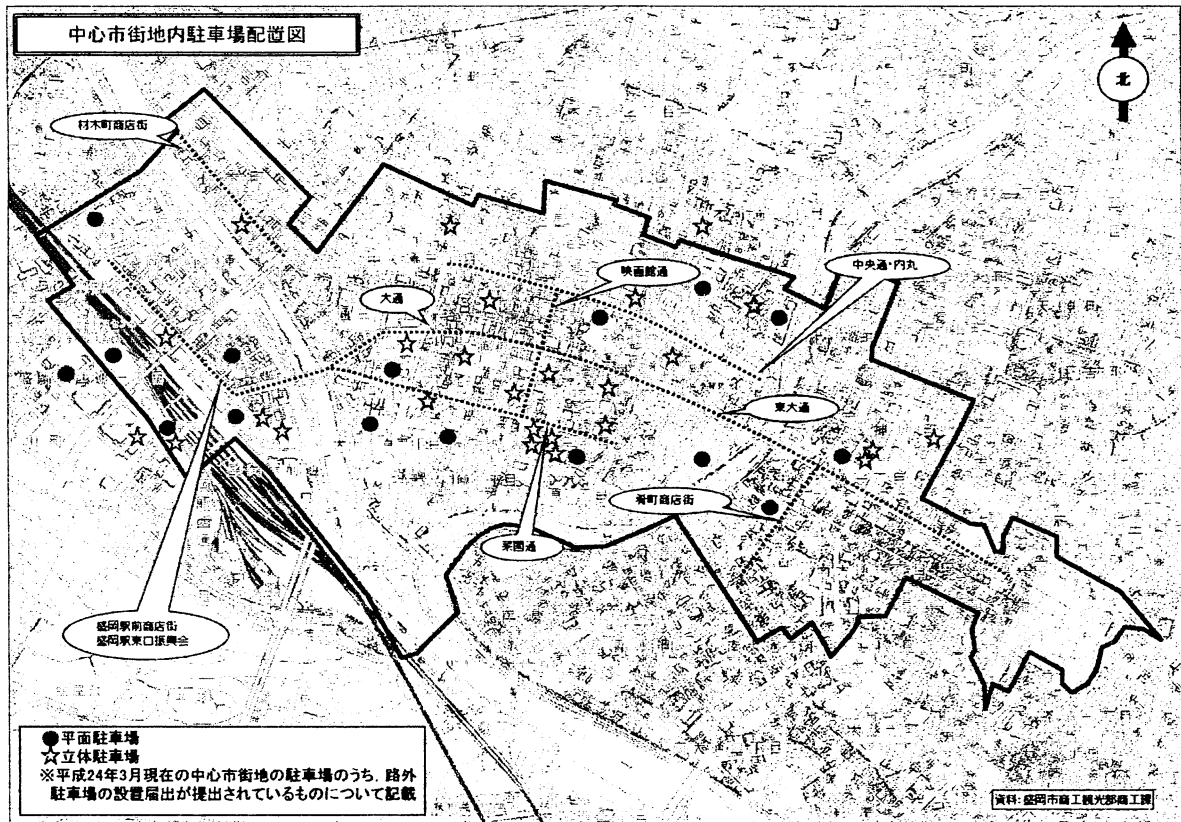 中心市街地内駐車場配置図
北
材木町商店街
映画館通
中央通・内丸
大通
東大通
肴町商店街
菜園通
盛岡駅前商店街
盛岡駅東口振興会
●平面駐車場
☆立体駐車場
※平成24年3月現在の中心市街地の駐車場のうち、路外
駐車場の設置届出が提出されているものについて記載
資料:盛岡市商工観光部商工課